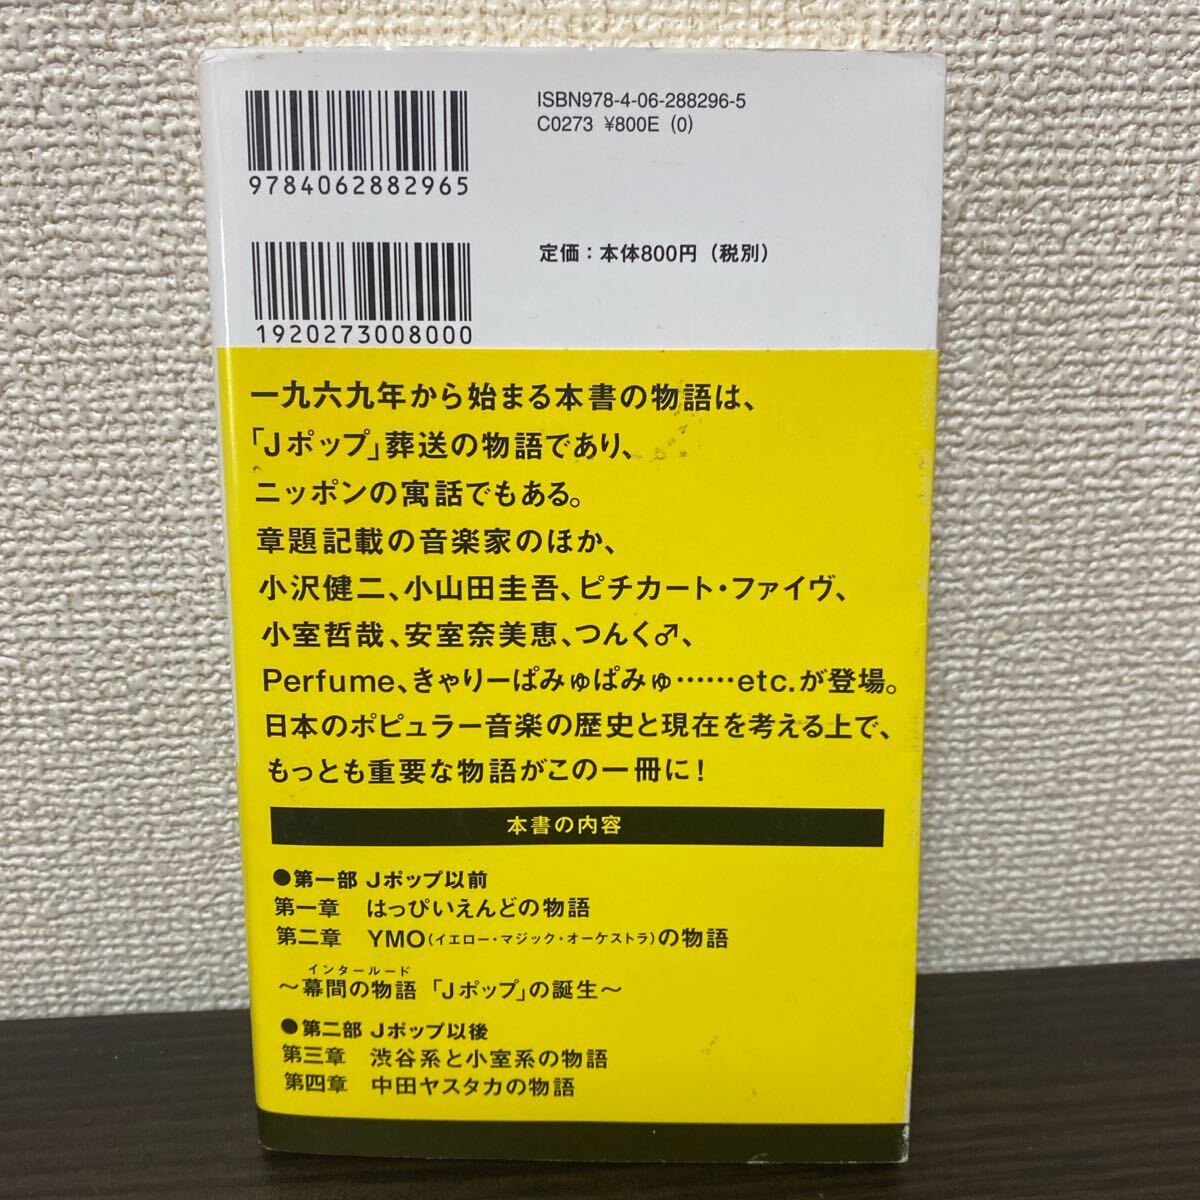 ISBN978-4-06-288296-5
C0273 ¥800E (0)
9784062882965
定価：本体800円（税別）
1920273008000
一九六九年から始まる本書の物語は、
「Jポップ」葬送の物語であり、
ニッポンの寓話でもある。
章題記載の音楽家のほか、
小沢健二、小山田圭吾、ピチカート・ファイヴ、
小室哲哉、安室奈美恵、つんく♂、
Perfume、きゃりーぱみゅぱみゅ……etc.が登場。
日本のポピュラー音楽の歴史と現在を考える上で、
もっとも重要な物語がこの一冊に！
本書の内容
●第一部 Jポップ以前
第一章 はっぴいえんどの物語
第二章 YMO（イエロー・マジック・オーケストラ）の物語
インタールード
～幕間の物語 「Jポップ」の誕生～
●第二部 Jポップ以後
第三章 渋谷系と小室系の物語
第四章 中田ヤスタカの物語